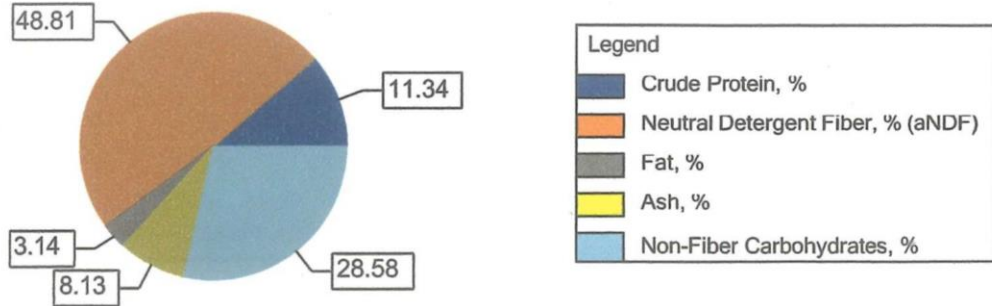 48.81
11.34
3.14
8.13
28.58
Legend
Crude Protein, %
Neutral Detergent Fiber, % (aNDF)
Fat, %
Ash, %
Non-Fiber Carbohydrates, %